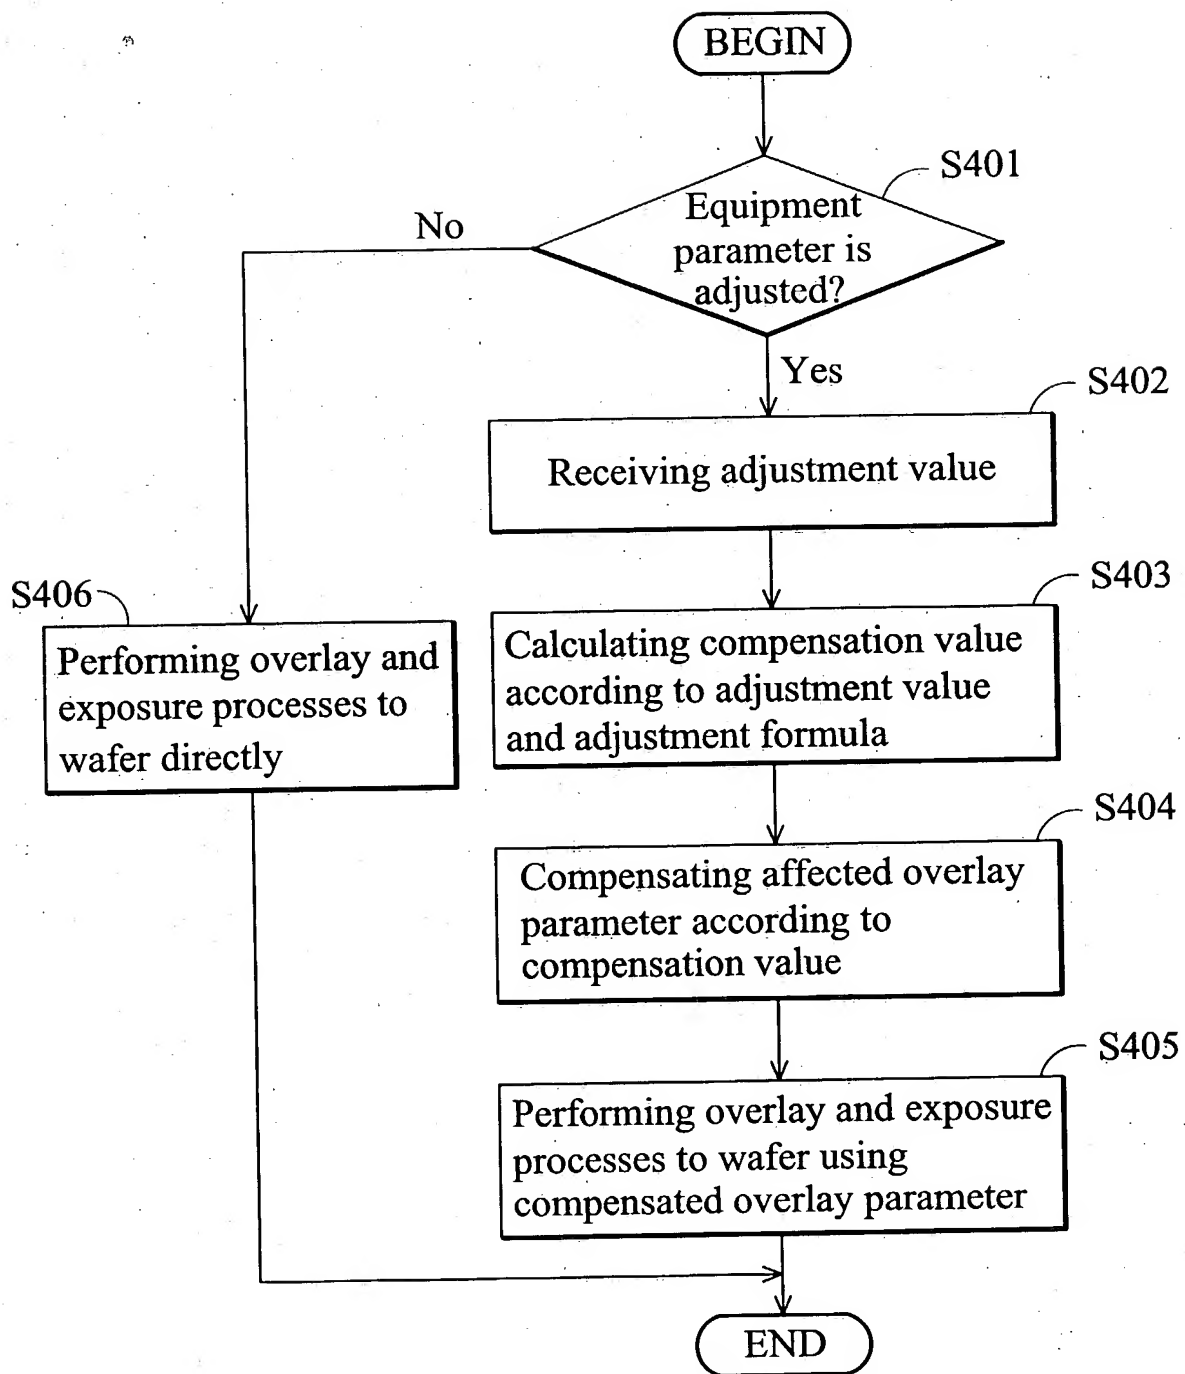 BEGIN
S401
Equipment
parameter is
adjusted?
No
Yes
S402
Receiving adjustment value
S403
Calculating compensation value
according to adjustment value
and adjustment formula
S406
Performing overlay and
exposure processes to
wafer directly
S404
Compensating affected overlay
parameter according to
compensation value
S405
Performing overlay and exposure
processes to wafer using
compensated overlay parameter
END